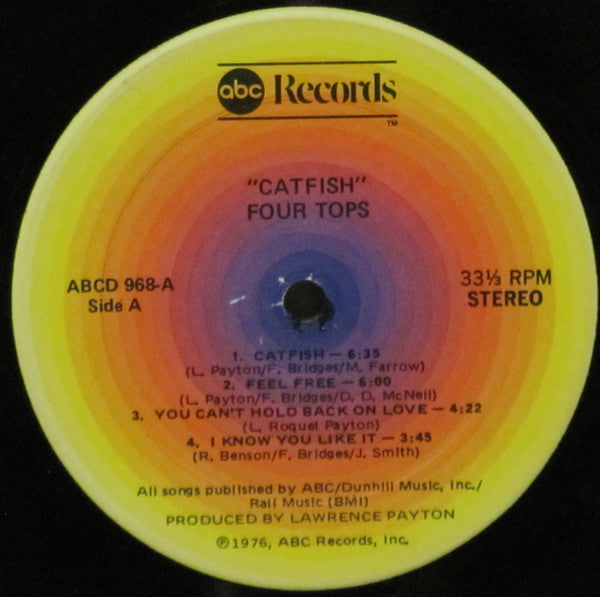 abc Records
TM
"CATFISH"
FOUR TOPS
ABCD 968-A
Side A
33⅓ RPM
STEREO
1. CATFISH — 6:35
(L. Payton/F. Bridges/M. Farrow)
2. FEEL FREE — 6:00
(L. Payton/F. Bridges/D. D. McNeil)
3. YOU CAN'T HOLD BACK ON LOVE — 4:22
(L. Roquel Payton)
4. I KNOW YOU LIKE IT — 3:45
(R. Benson/F. Bridges/J. Smith)
All songs published by ABC/Dunhill Music, Inc./
Rall Music (BMI)
PRODUCED BY LAWRENCE PAYTON
℗1976, ABC Records, Inc.